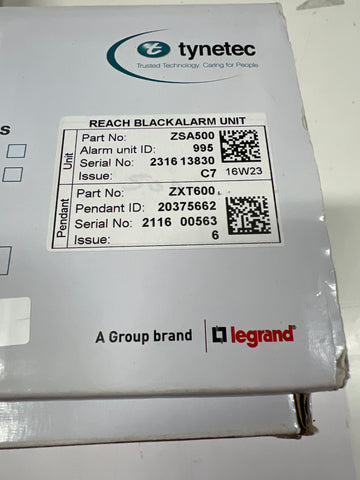 tynetec
Trusted Technology. Caring for People
s
REACH BLACKALARM UNIT
Unit
Part No: ZSA500
Alarm unit ID: 995
Serial No: 231613830
Issue: C7 16W23
Pendant
Part No: ZXT600
Pendant ID: 20375662
Serial No: 2116 00563
Issue: 6
A Group brand
legrand